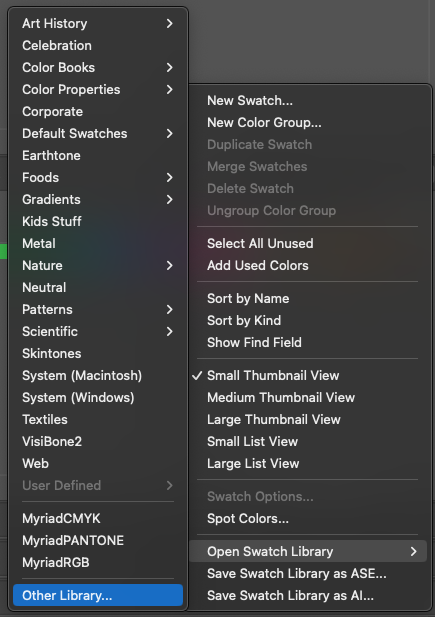 Art History
Celebration
Color Books
Color Properties
Corporate
Default Swatches
Earthtone
Foods
Gradients
Kids Stuff
Metal
Nature
Neutral
Patterns
Scientific
Skintones
System (Macintosh)
System (Windows)
Textiles
VisiBone2
Web
User Defined
MyriadCMYK
MyriadPANTONE
MyriadRGB
Other Library...
New Swatch...
New Color Group...
Duplicate Swatch
Merge Swatches
Delete Swatch
Ungroup Color Group
Select All Unused
Add Used Colors
Sort by Name
Sort by Kind
Show Find Field
Small Thumbnail View
Medium Thumbnail View
Large Thumbnail View
Small List View
Large List View
Swatch Options...
Spot Colors...
Open Swatch Library
Save Swatch Library as ASE...
Save Swatch Library as AI...